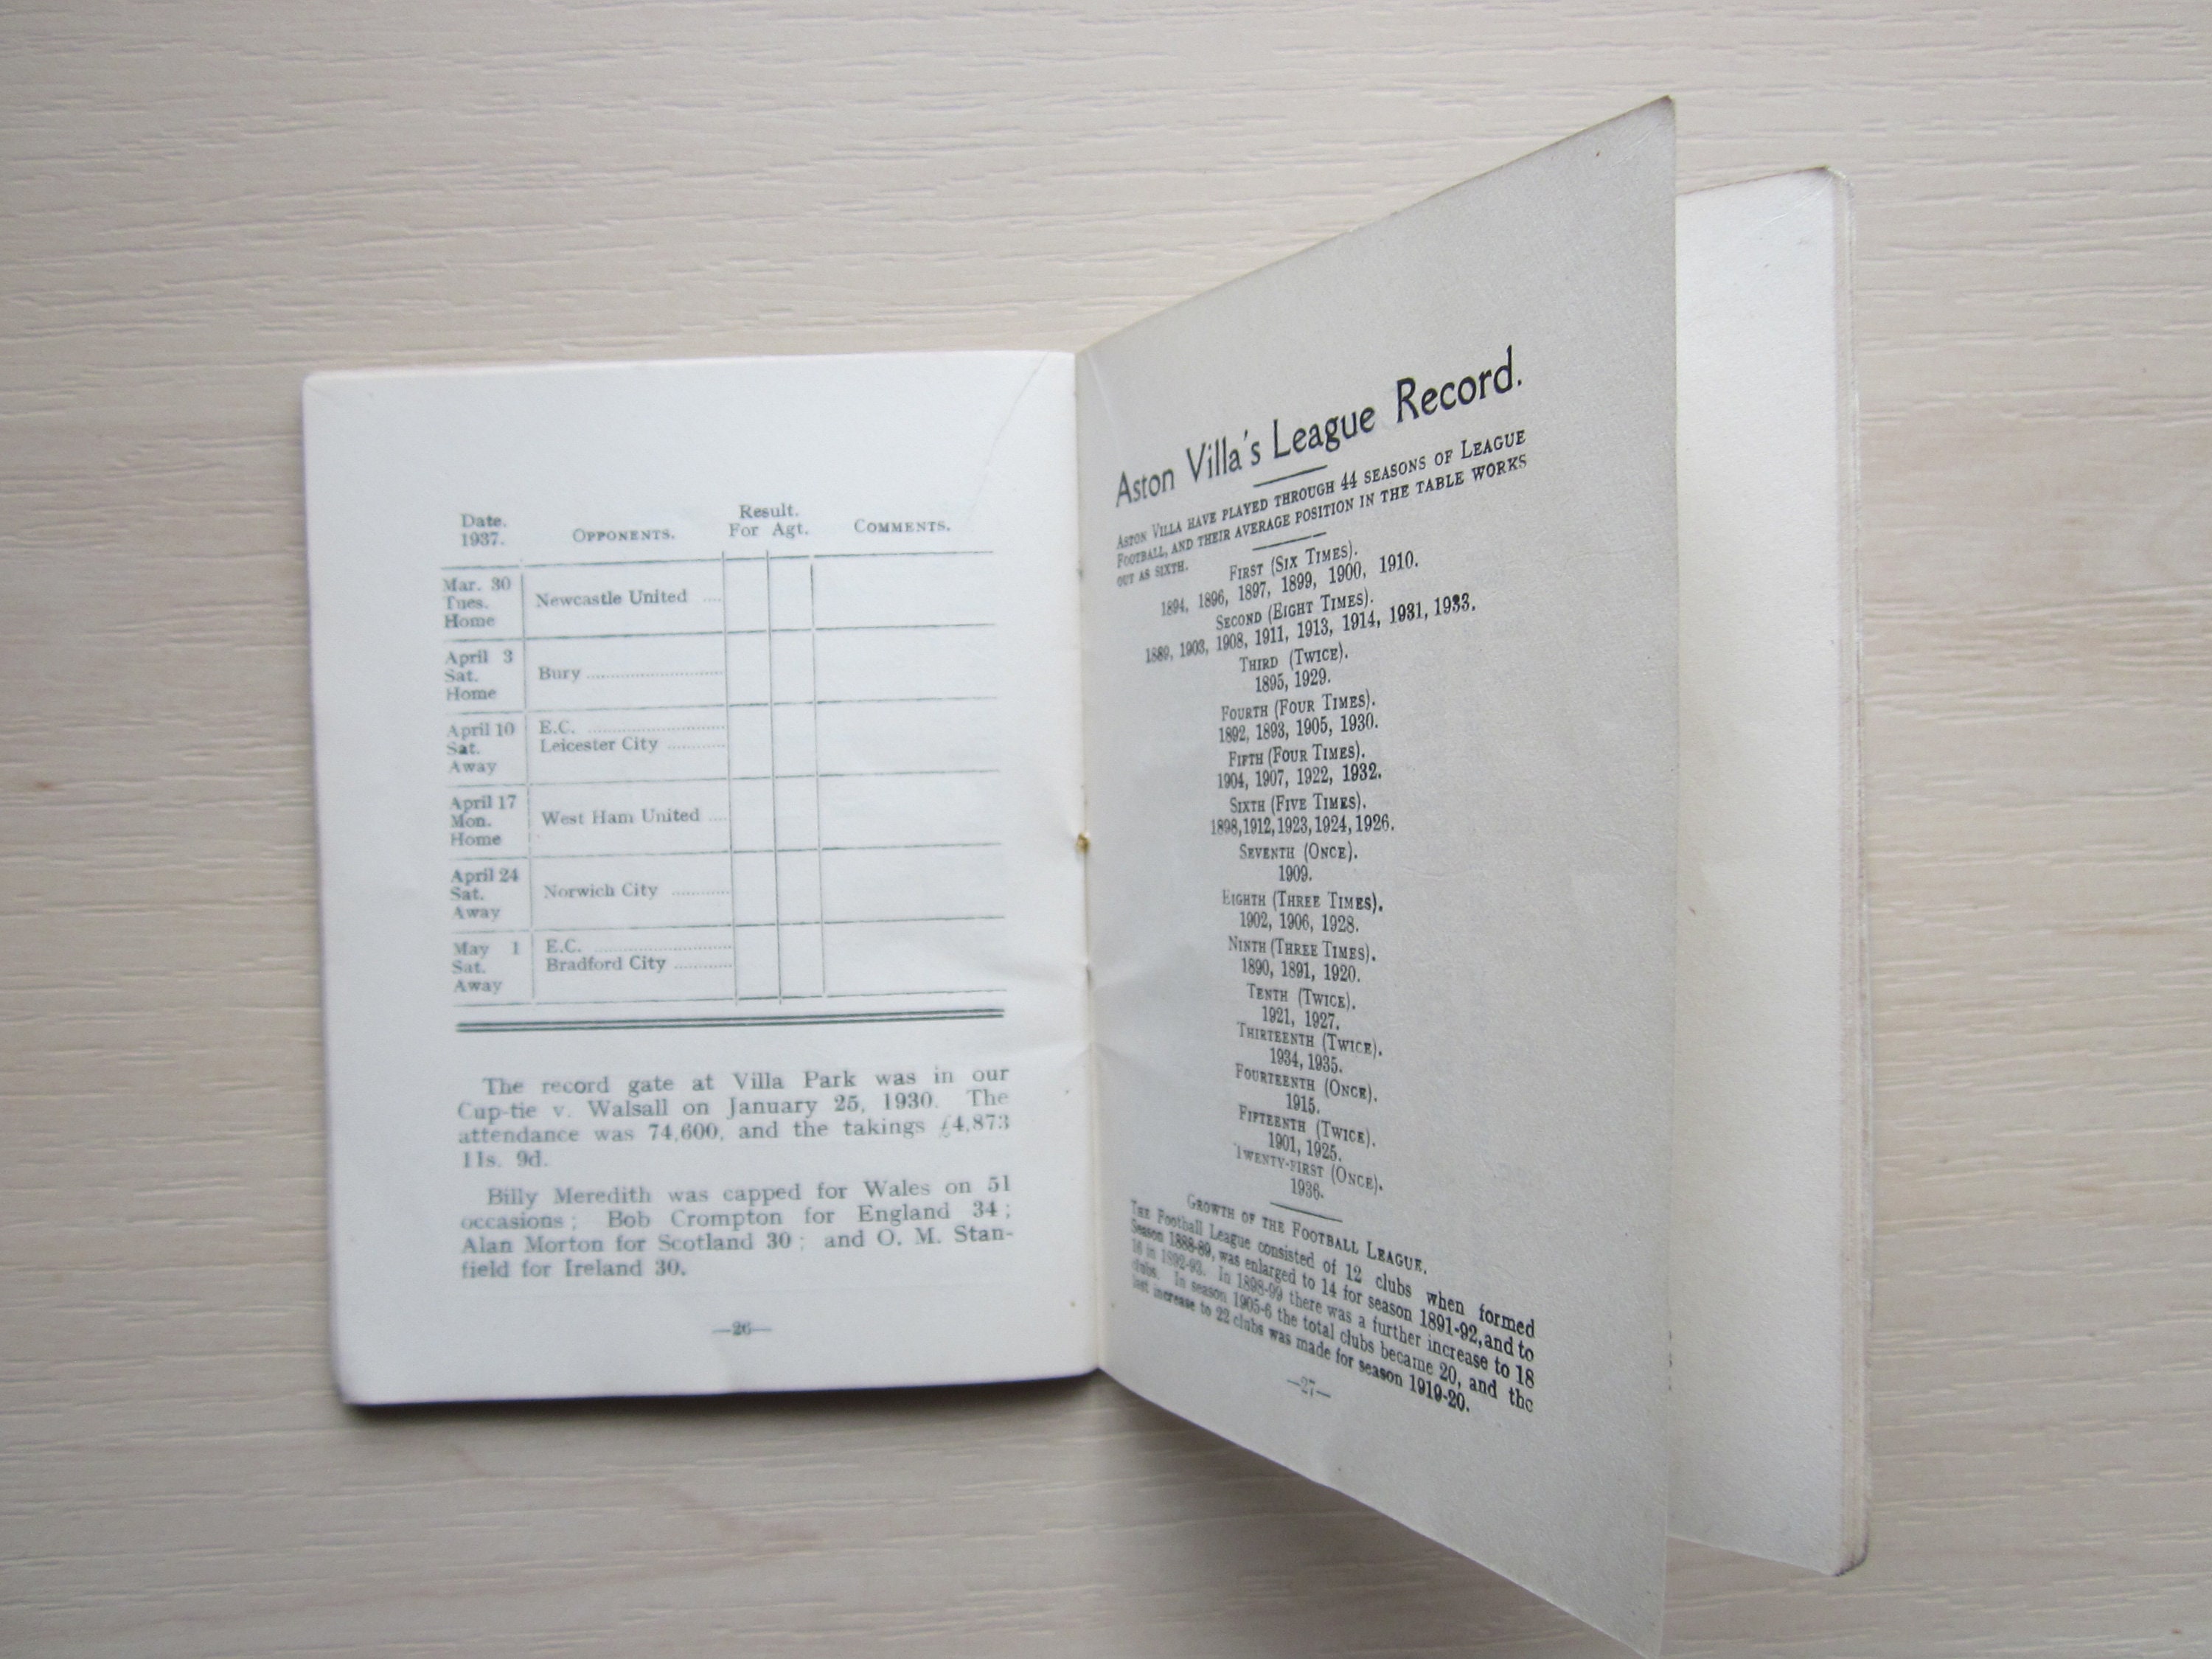 Date.
1937.
Opponents.
Result.
For Agt.
Comments.
Mar. 30
Tues.
Home
Newcastle United ....
April 3
Sat.
Home
Bury ..............................
April 10
Sat.
Away
E.C. ..............................
Leicester City .............
April 17
Mon.
Home
West Ham United ....
April 24
Sat.
Away
Norwich City .............
May 1
Sat.
Away
E.C. ..............................
Bradford City .............
The record gate at Villa Park was in our
Cup-tie v. Walsall on January 25, 1930. The
attendance was 74,600, and the takings £4,873
11s. 9d.
Billy Meredith was capped for Wales on 51
occasions; Bob Crompton for England 34;
Alan Morton for Scotland 30; and O. M. Stan-
field for Ireland 30.
—26—
Aston Villa's League Record.
Aston Villa have played through 44 seasons of League
Football, and their average position in the table works
out as sixth.
First (Six Times).
1894, 1896, 1897, 1899, 1900, 1910.
Second (Eight Times).
1889, 1903, 1908, 1911, 1913, 1914, 1931, 1933.
Third (Twice).
1895, 1929.
Fourth (Four Times).
1892, 1893, 1905, 1930.
Fifth (Four Times).
1904, 1907, 1922, 1932.
Sixth (Five Times).
1898, 1912, 1923, 1924, 1926.
Seventh (Once).
1909.
Eighth (Three Times).
1902, 1906, 1928.
Ninth (Three Times).
1890, 1891, 1920.
Tenth (Twice).
1921, 1927.
Thirteenth (Twice).
1934, 1935.
Fourteenth (Once).
1915.
Fifteenth (Twice).
1901, 1925.
Twenty-first (Once).
1936.
Growth of the Football League.
The Football League consisted of 12 clubs when formed
Season 1888-89, was enlarged to 14 for season 1891-92, and to
16 in 1892-93. In 1898-99 there was a further increase to 18
clubs. In season 1905-6 the total clubs became 20, and the
last increase to 22 clubs was made for season 1919-20.
—27—